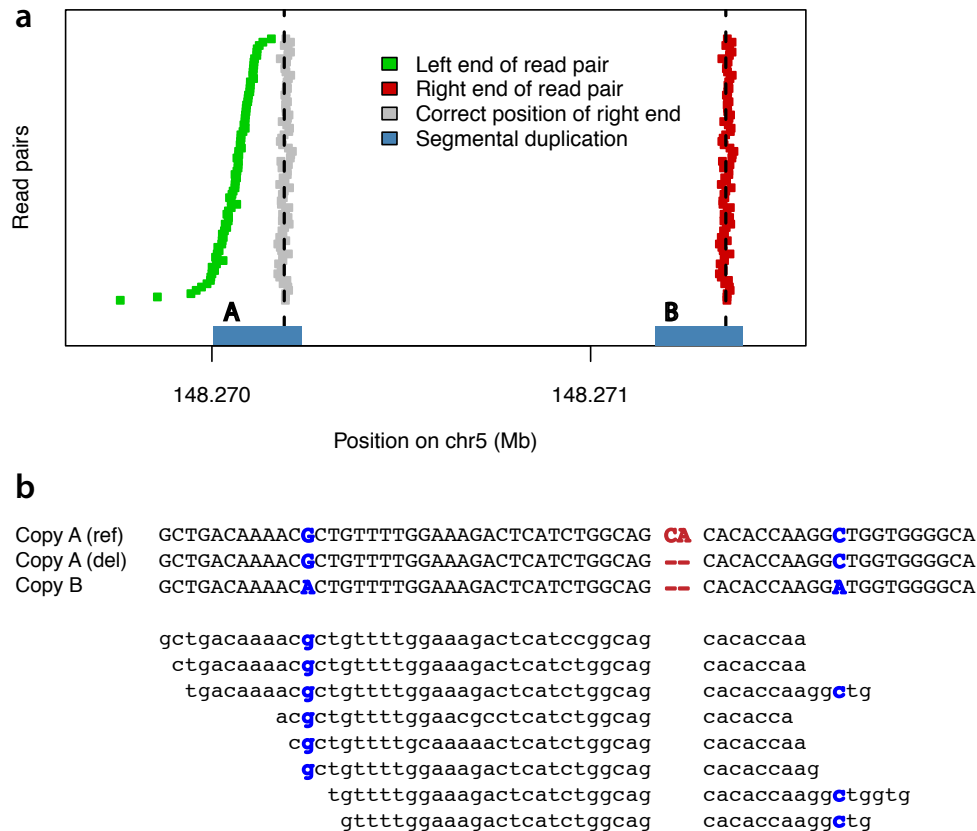 a
Left end of read pair
Right end of read pair
Correct position of right end
Segmental duplication
Read pairs
A
B
148.270
148.271
Position on chr5 (Mb)
b
Copy A (ref) GCTGACAAAACGCTGTTTTGGAAAGACTCATCTGGCAG CA CACACCAAGGCTGGTGGGGCA
Copy A (del) GCTGACAAAACGCTGTTTTGGAAAGACTCATCTGGCAG -- CACACCAAGGCTGGTGGGGCA
Copy B GCTGACAAAACACTGTTTTGGAAAGACTCATCTGGCAG -- CACACCAAGGATGGTGGGGCA
gctgacaaaacgctgttttggaaagactcatccggcag cacaccaa
ctgacaaaacgctgttttggaaagactcatctggcag cacaccaa
tgacaaaacgctgttttggaaagactcatctggcag cacaccaaggctg
acgctgttttggaacgcctcatctggcag cacacca
cgctgttttgcaaaaactcatctggcag cacaccaa
gctgttttggaaagactcatctggcag cacaccaag
tgttttggaaagactcatctggcag cacaccaaggctggtg
gttttggaaagactcatctggcag cacaccaaggctg